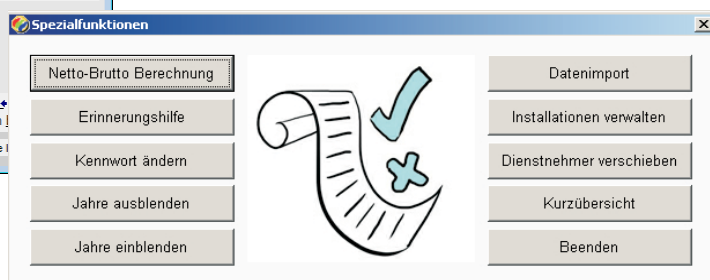 Spezialfunktionen
Netto-Brutto Berechnung
Erinnerungshilfe
Kennwort ändern
Jahre ausblenden
Jahre einblenden
Datenimport
Installationen verwalten
Dienstnehmer verschieben
Kurzübersicht
Beenden